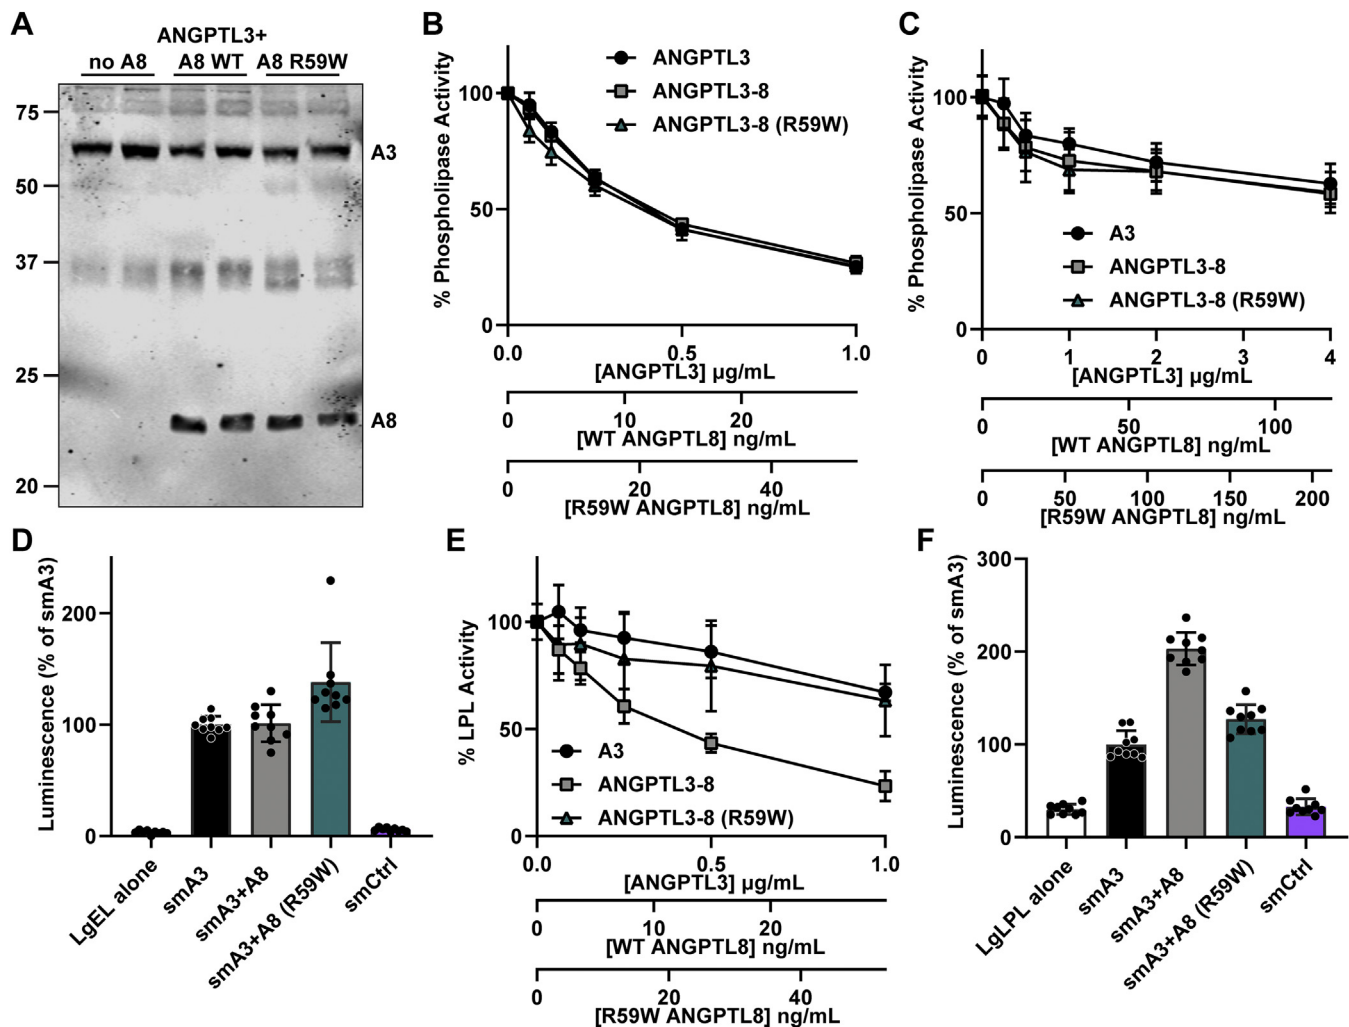 A
ANGPTL3+
no A8 A8 WT A8 R59W
75
50
37
25
20
A3
A8
B
% Phospholipase Activity
100
50
0
ANGPTL3
ANGPTL3-8
ANGPTL3-8 (R59W)
0.0 0.5 1.0
[ANGPTL3] µg/mL
0 10 20
[WT ANGPTL8] ng/mL
0 20 40
[R59W ANGPTL8] ng/mL
C
% Phospholipase Activity
100
50
0
A3
ANGPTL3-8
ANGPTL3-8 (R59W)
0 1 2 3 4
[ANGPTL3] µg/mL
0 50 100
[WT ANGPTL8] ng/mL
0 50 100 150 200
[R59W ANGPTL8] ng/mL
D
Luminescence (% of smA3)
200
100
0
LgEL alone
smA3
smA3+A8
smA3+A8 (R59W)
smCtrl
E
% LPL Activity
100
50
0
A3
ANGPTL3-8
ANGPTL3-8 (R59W)
0.0 0.5 1.0
[ANGPTL3] µg/mL
0 10 20
[WT ANGPTL8] ng/mL
0 20 40
[R59W ANGPTL8] ng/mL
F
Luminescence (% of smA3)
300
200
100
0
LgLPL alone
smA3
smA3+A8
smA3+A8 (R59W)
smCtrl